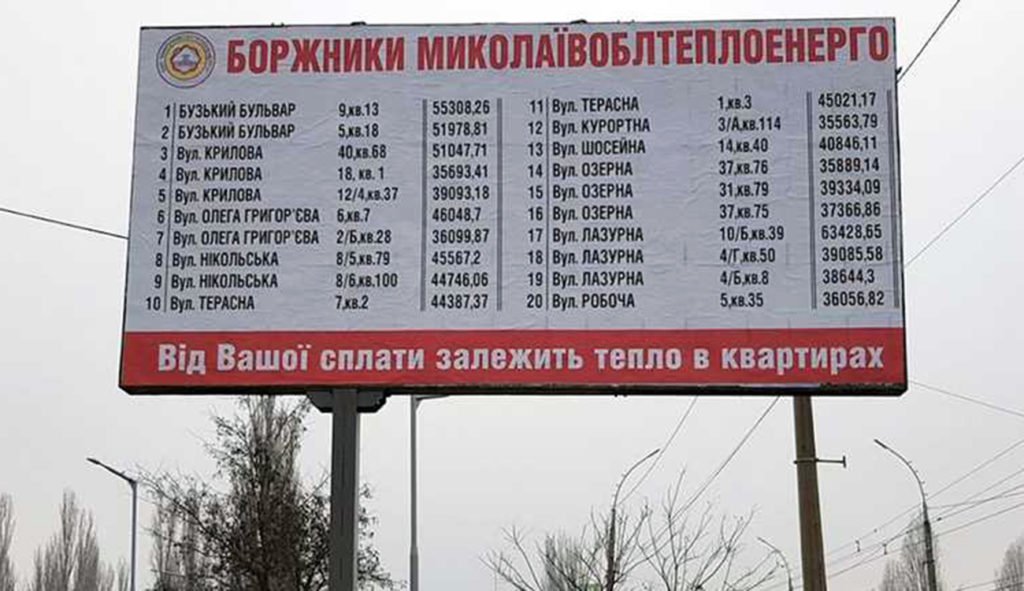 БОРЖНИКИ МИКОЛАЇВОБЛТЕПЛОЕНЕРГО
1 БУЗЬКИЙ БУЛЬВАР 9,кв.13 55308,26
2 БУЗЬКИЙ БУЛЬВАР 5,кв.18 51978,81
3 Вул. КРИЛОВА 40,кв.68 51047,71
4 Вул. КРИЛОВА 18, кв. 1 35693,41
5 Вул. КРИЛОВА 12/4,кв.37 39093,18
6 Вул. ОЛЕГА ГРИГОР'ЄВА 6,кв.7 46048,7
7 Вул. ОЛЕГА ГРИГОР'ЄВА 2/Б,кв.28 36099,87
8 Вул. НІКОЛЬСЬКА 8/5,кв.79 45567,2
9 Вул. НІКОЛЬСЬКА 8/6,кв.100 44746,06
10 Вул. ТЕРАСНА 7,кв.2 44387,37
11 Вул. ТЕРАСНА 1,кв.3 45021,17
12 Вул. КУРОРТНА 3/А,кв.114 35563,79
13 Вул. ШОСЕЙНА 14,кв.40 40846,11
14 Вул. ОЗЕРНА 37,кв.76 35889,14
15 Вул. ОЗЕРНА 31,кв.79 39334,09
16 Вул. ОЗЕРНА 37,кв.75 37366,86
17 Вул. ЛАЗУРНА 10/Б,кв.39 63428,65
18 Вул. ЛАЗУРНА 4/Г,кв.50 39085,58
19 Вул. ЛАЗУРНА 4/Б,кв.8 38644,3
20 Вул. РОБОЧА 5,кв.35 36056,82
Від Вашої сплати залежить тепло в квартирах